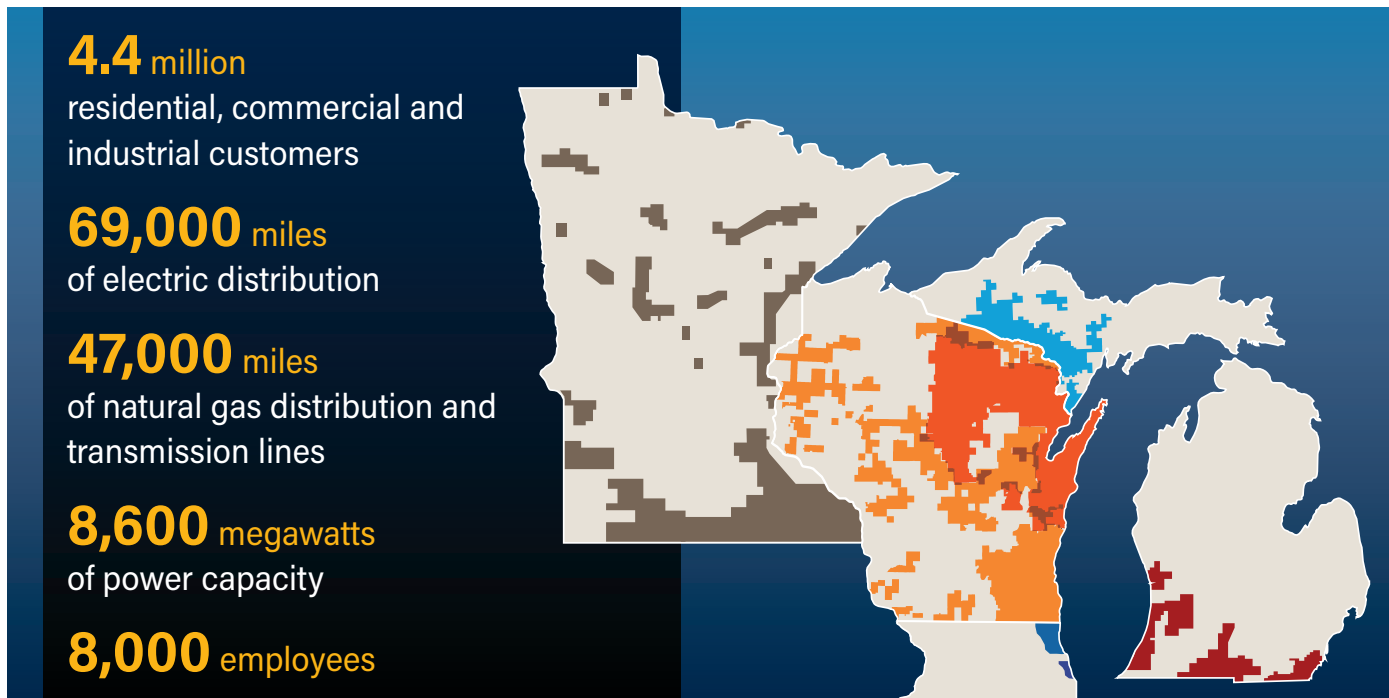 4.4 million
residential, commercial and
industrial customers
69,000 miles
of electric distribution
47,000 miles
of natural gas distribution and
transmission lines
8,600 megawatts
of power capacity
8,000 employees